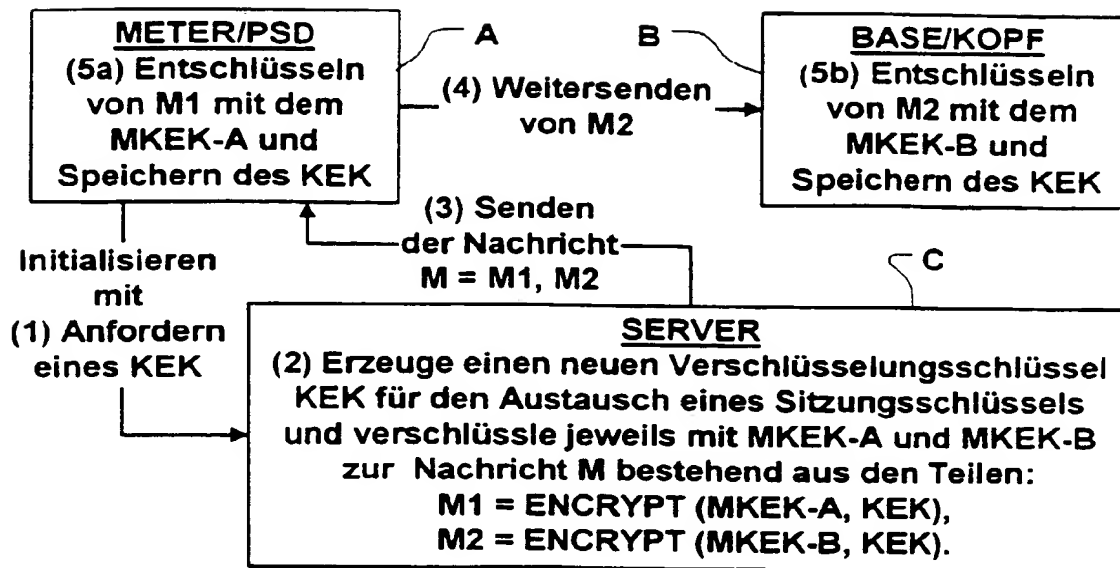 METER/PSD
(5a) Entschlüsseln
von M1 mit dem
MKEK-A und
Speichern des KEK
A
(4) Weitersenden
von M2
B
BASE/KOPF
(5b) Entschlüsseln
von M2 mit dem
MKEK-B und
Speichern des KEK
(3) Senden
der Nachricht
M = M1, M2
Initialisieren
mit
(1) Anfordern
eines KEK
C
SERVER
(2) Erzeuge einen neuen Verschlüsselungsschlüssel
KEK für den Austausch eines Sitzungsschlüssels
und verschlüssle jeweils mit MKEK-A und MKEK-B
zur Nachricht M bestehend aus den Teilen:
M1 = ENCRYPT (MKEK-A, KEK),
M2 = ENCRYPT (MKEK-B, KEK).